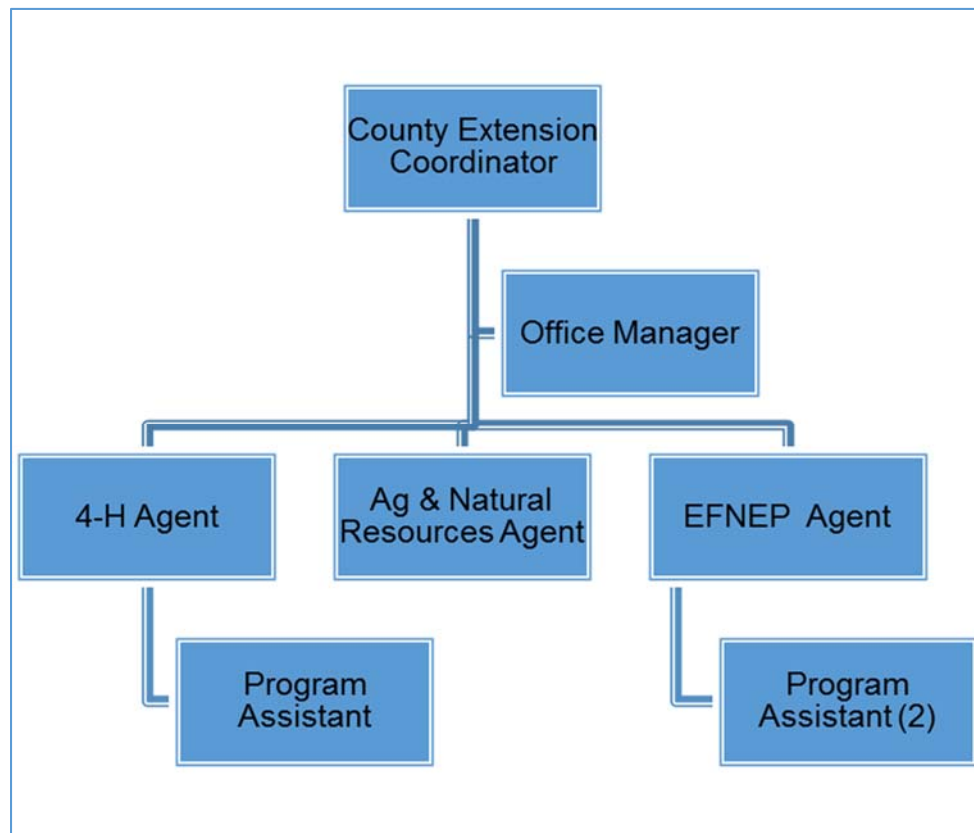 County Extension
Coordinator
Office Manager
4-H Agent
Ag & Natural
Resources Agent
EFNEP Agent
Program
Assistant
Program
Assistant (2)